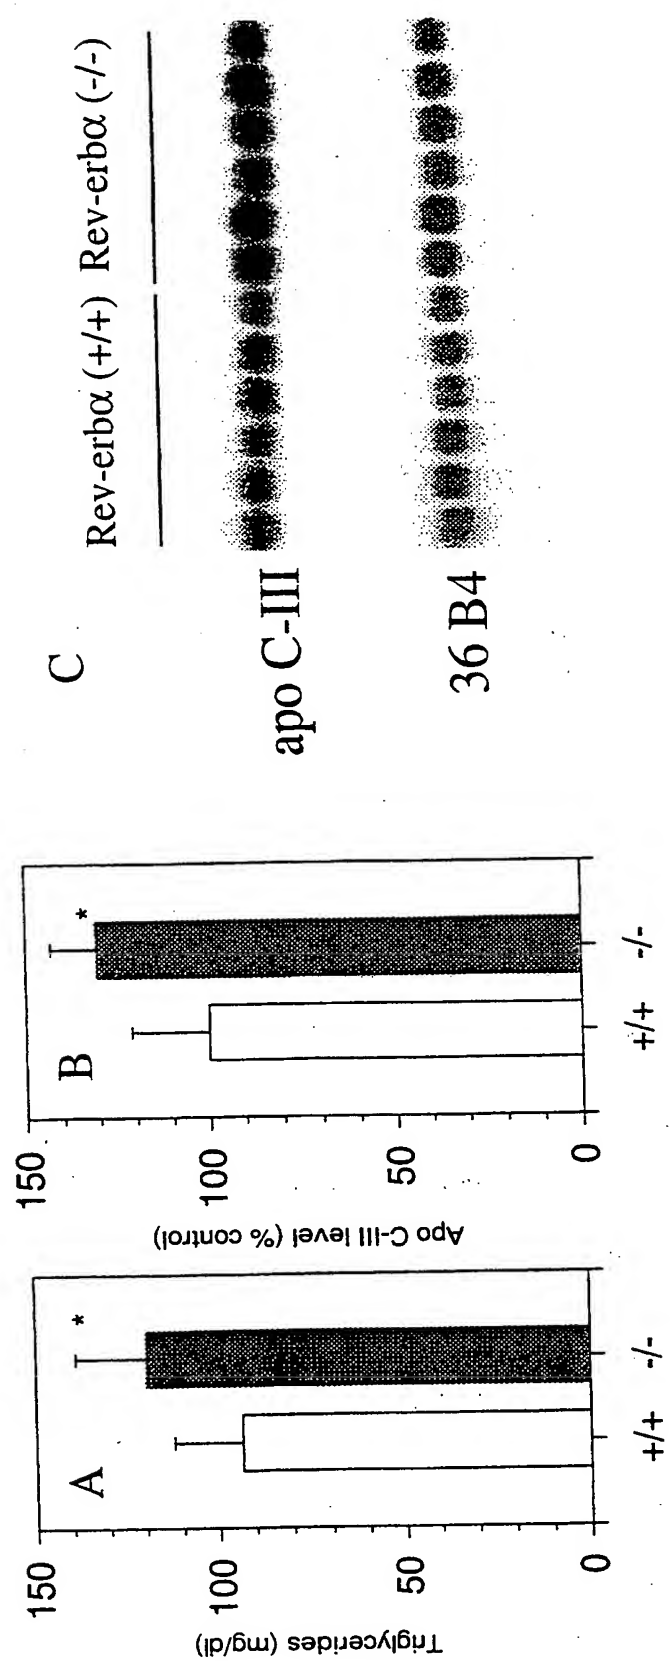 A
Triglycerides (mg/dl)
150
100
50
0
+/+ -/-
*
B
Apo C-III level (% control)
150
100
50
0
+/+ -/-
*
C
Rev-erbα (+/+) Rev-erbα (-/-)
apo C-III
36 B4